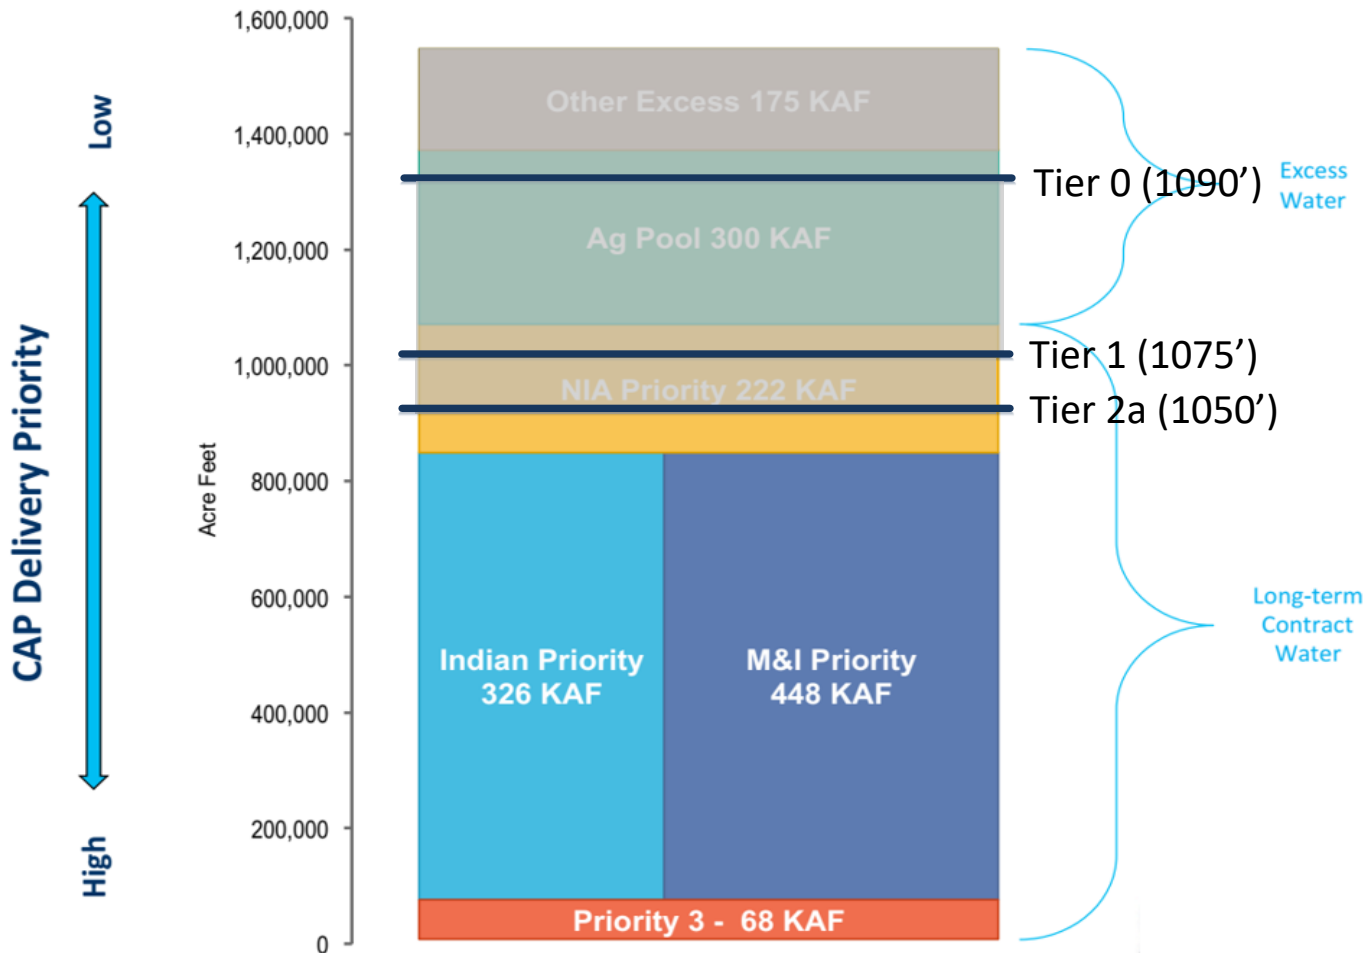 CAP Delivery Priority
Low
High
Acre Feet
1,600,000
1,400,000
1,200,000
1,000,000
800,000
600,000
400,000
200,000
0
Other Excess 175 KAF
Ag Pool 300 KAF
NIA Priority 222 KAF
Indian Priority
326 KAF
M&I Priority
448 KAF
Priority 3 - 68 KAF
Tier 0 (1090’)
Tier 1 (1075’)
Tier 2a (1050’)
Excess
Water
Long-term
Contract
Water